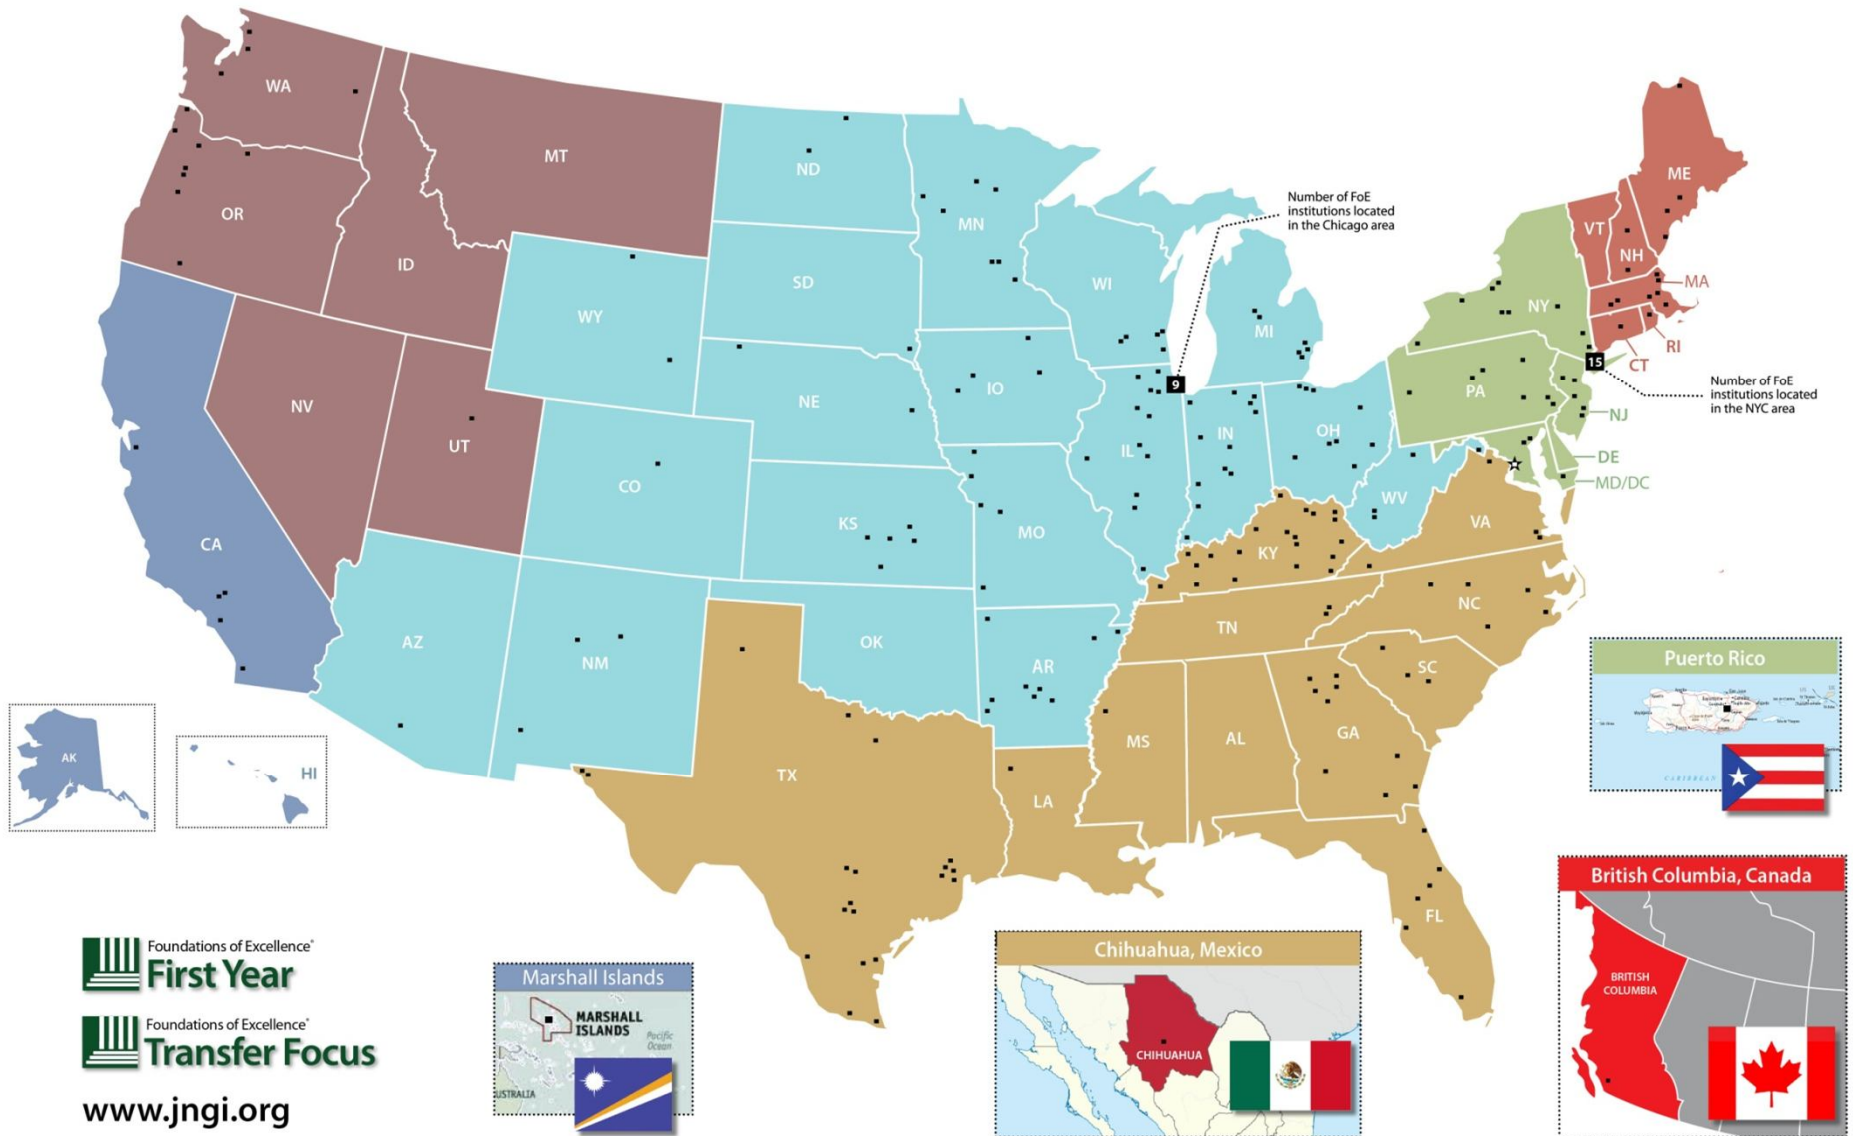 WA
MT
ND
OR
ID
MN
ME
Number of FoE
institutions located
in the Chicago area
VT
NH
WY
SD
WI
MI
NY
MA
RI
CT
NV
UT
NE
IO
9
15
PA
Number of FoE
institutions located
in the NYC area
NJ
CA
CO
KS
MO
IL
IN
OH
WV
VA
DE
MD/DC
KY
AZ
NM
OK
AR
TN
NC
SC
TX
LA
MS
AL
GA
FL
AK
HI
Puerto Rico
CARIBBEAN
British Columbia, Canada
BRITISH
COLUMBIA
Chihuahua, Mexico
CHIHUAHUA
Marshall Islands
MARSHALL
ISLANDS
Pacific
Ocean
USTRALIA
Foundations of Excellence®
First Year
Foundations of Excellence®
Transfer Focus
www.jngi.org